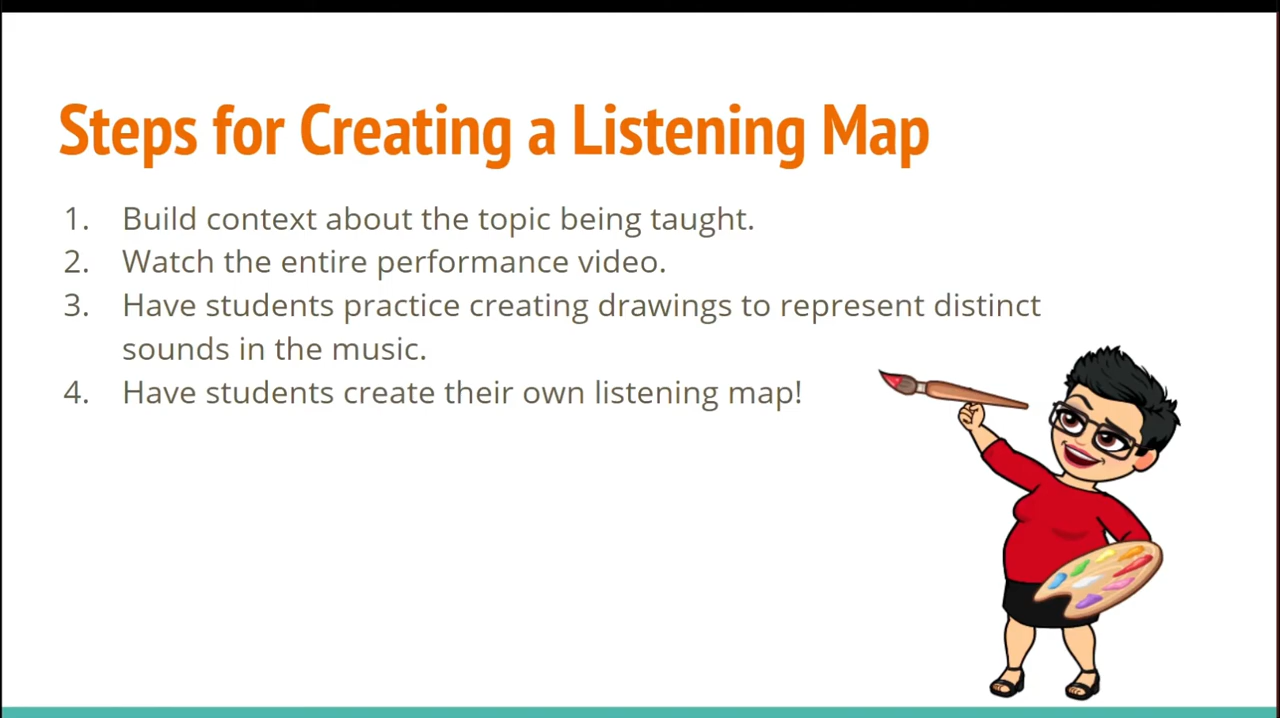 Steps for Creating a Listening Map
1. Build context about the topic being taught.
2. Watch the entire performance video.
3. Have students practice creating drawings to represent distinct
sounds in the music.
4. Have students create their own listening map!